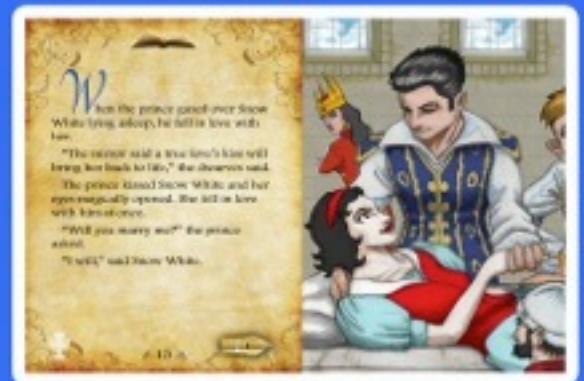 When the prince gazed over Snow
White lying asleep, he fell in love with
her.
"The mirror said a true love's kiss will
bring her back to life," the dwarves said.
The prince kissed Snow White and her
eyes magically opened. She fell in love
with him at once.
"Will you marry me?" the prince
asked.
"I will," said Snow White.
13